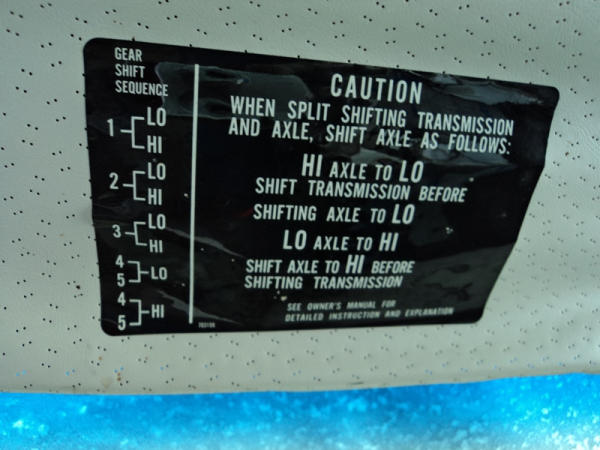 GEAR
SHIFT
SEQUENCE
1 LO
HI
2 LO
HI
3 LO
HI
4
5 LO
4
5 HI
CAUTION
WHEN SPLIT SHIFTING TRANSMISSION
AND AXLE, SHIFT AXLE AS FOLLOWS:
HI AXLE TO LO
SHIFT TRANSMISSION BEFORE
SHIFTING AXLE TO LO
LO AXLE TO HI
SHIFT AXLE TO HI BEFORE
SHIFTING TRANSMISSION
SEE OWNER'S MANUAL FOR
DETAILED INSTRUCTION AND EXPLANATION